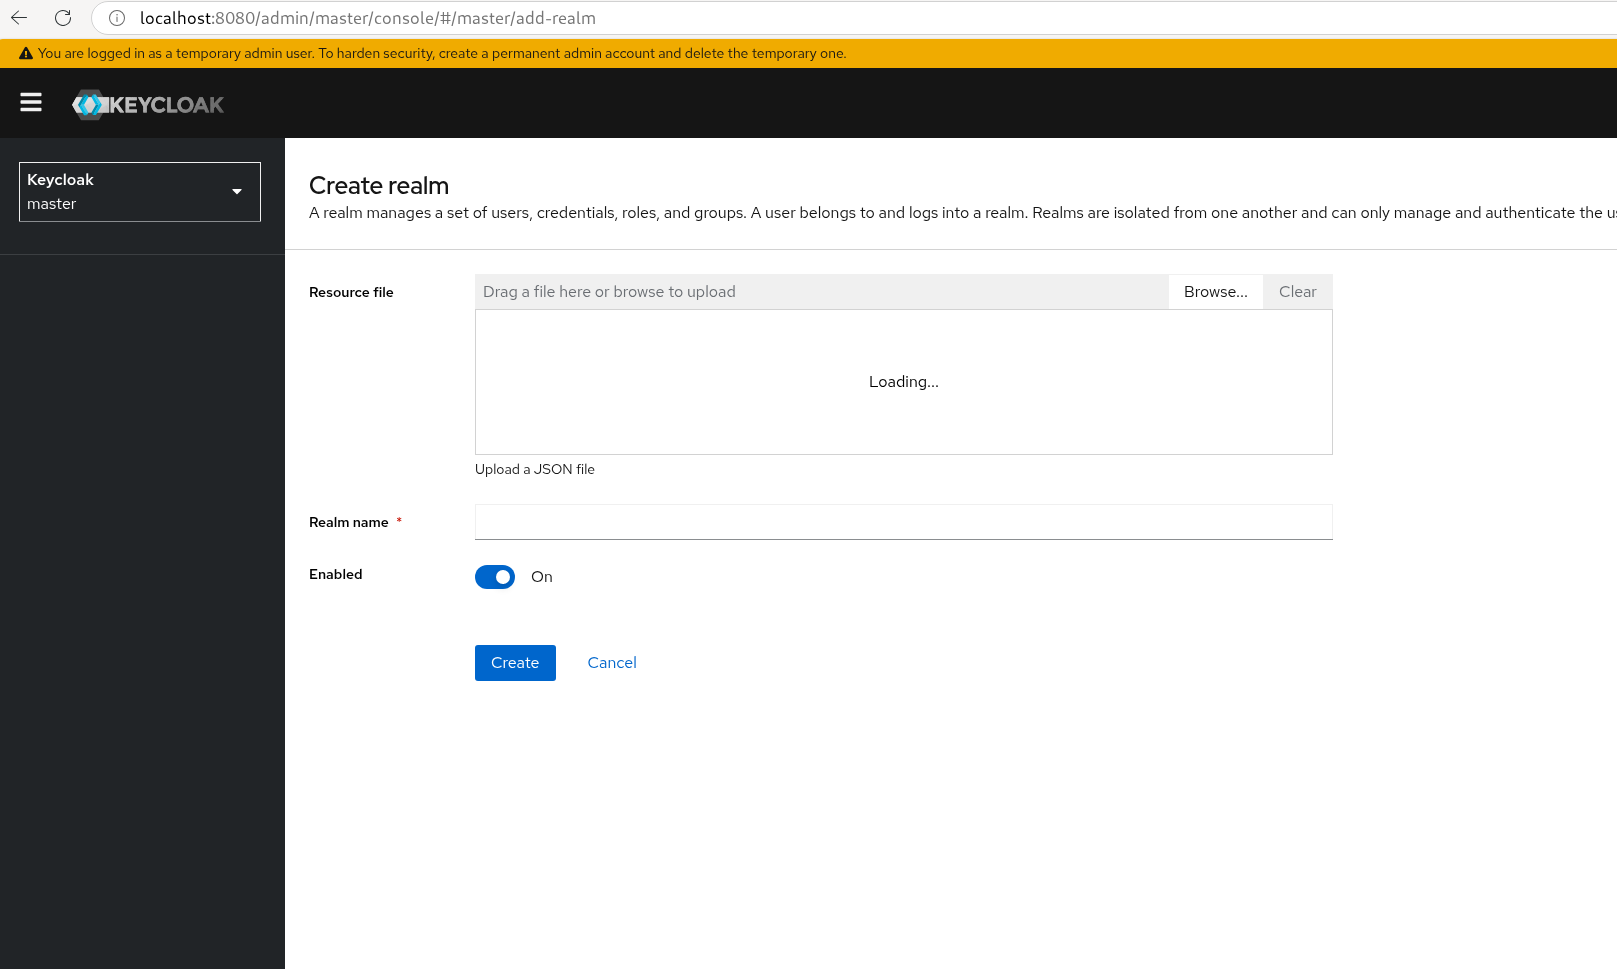 localhost:8080/admin/master/console/#/master/add-realm
You are logged in as a temporary admin user. To harden security, create a permanent admin account and delete the temporary one.
KEYCLOAK
Keycloak
master
Create realm
A realm manages a set of users, credentials, roles, and groups. A user belongs to and logs into a realm. Realms are isolated from one another and can only manage and authenticate the
Resource file
Drag a file here or browse to upload
Browse...
Clear
Loading...
Upload a JSON file
Realm name *
Enabled
On
Create
Cancel